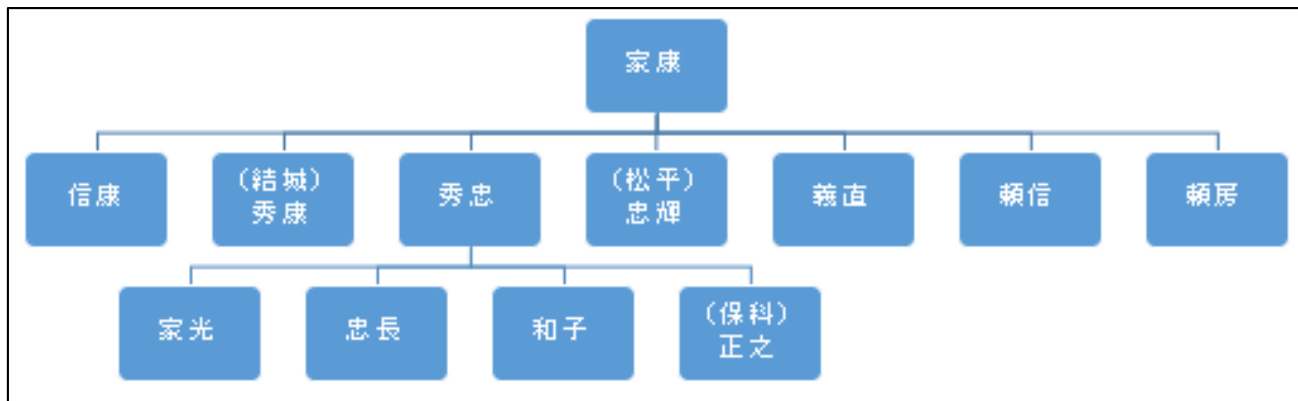 家康
信康
（結城）
秀康
秀忠
（松平）
忠輝
義直
頼信
頼房
家光
忠長
和子
（保科）
正之